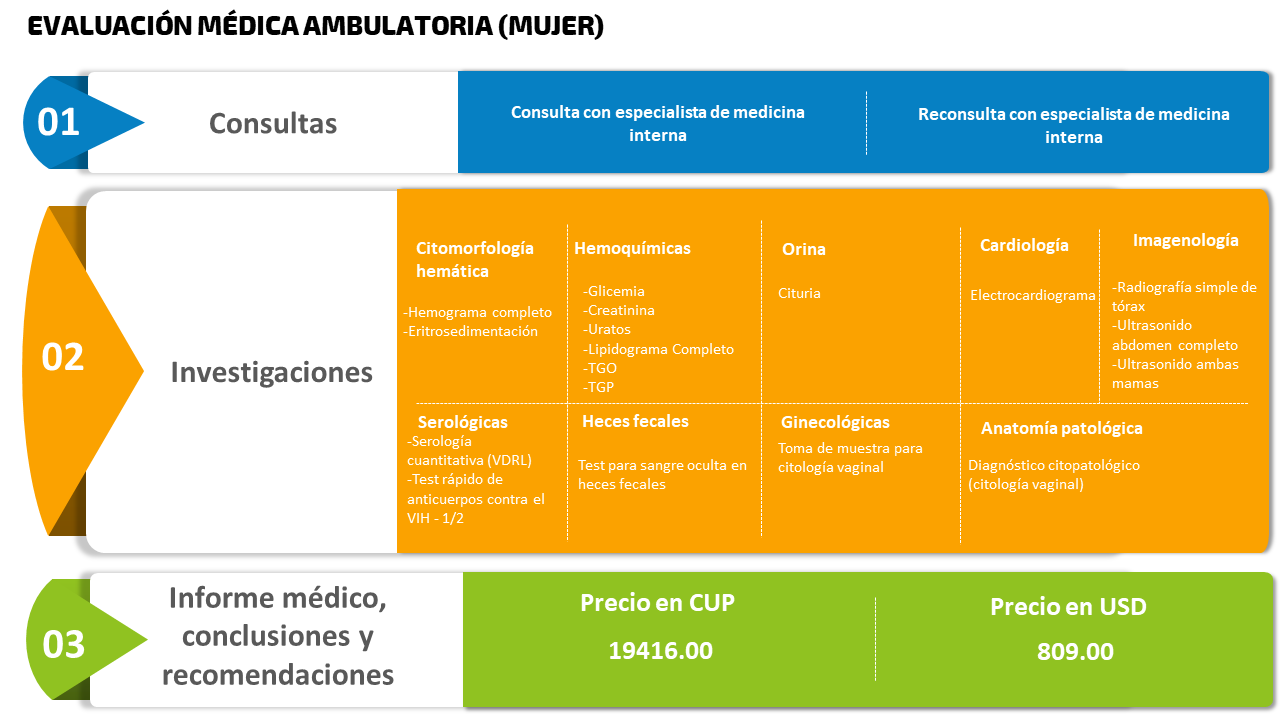 EVALUACIÓN MÉDICA AMBULATORIA (MUJER)
01
Consultas
Consulta con especialista de medicina
interna
Reconsulta con especialista de medicina
interna
02
Investigaciones
Citomorfología
hemática
-Hemograma completo
-Eritrosedimentación
Hemoquímicas
-Glicemia
-Creatinina
-Uratos
-Lipidograma Completo
-TGO
-TGP
Orina
Cituria
Cardiología
Electrocardiograma
Imagenología
-Radiografía simple de
tórax
-Ultrasonido
abdomen completo
-Ultrasonido ambas
mamas
Serológicas
-Serología
cuantitativa (VDRL)
-Test rápido de
anticuerpos contra el
VIH - 1/2
Heces fecales
Test para sangre oculta en
heces fecales
Ginecológicas
Toma de muestra para
citología vaginal
Anatomía patológica
Diagnóstico citopatológico
(citología vaginal)
03
Informe médico,
conclusiones y
recomendaciones
Precio en CUP
19416.00
Precio en USD
809.00